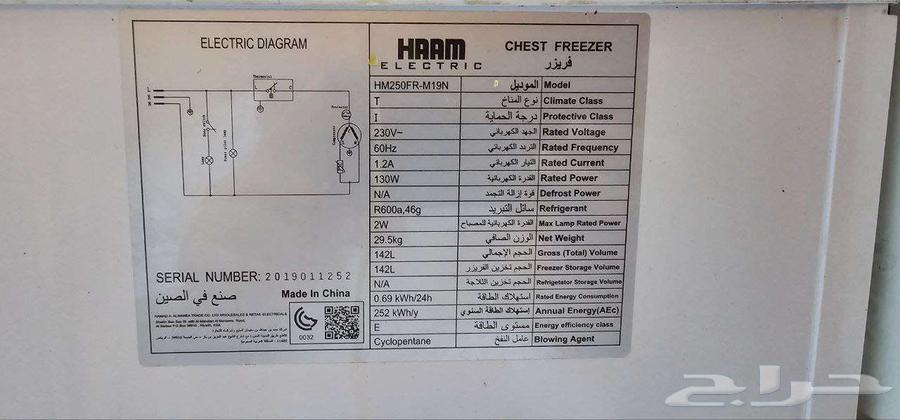 ELECTRIC DIAGRAM
Thermostat
L C
SERIAL NUMBER: 2019011252
صنع في الصين Made In China
0032
HAAM
ELECTRIC
CHEST FREEZER
فريزر
HM250FR-M19N الموديل Model
T نوع المناخ Climate Class
I درجة الحماية Protective Class
230V~ الجهد الكهربائي Rated Voltage
60Hz التردد الكهربائي Rated Frequency
1.2A التيار الكهربائي Rated Current
130W القدرة الكهربائية Rated Power
N/A قوة إزالة التجمد Defrost Power
R600a,46g سائل التبريد Refrigerant
2W القدرة الكهربائية للمصباح Max Lamp Rated Power
29.5kg الوزن الصافي Net Weight
142L الحجم الإجمالي Gross (Total) Volume
142L الحجم تخزين الفريزر Freezer Storage Volume
N/A الحجم تخزين الثلاجة Refrigetator Storage Volume
0.69 kWh/24h استهلاك الطاقة Rated Energy Consumption
252 kWh/y إستهلاك الطاقة السنوي Annual Energy(AEc)
E مستوى الطاقة Energy efficiency class
Cyclopentane عامل النفخ Blowing Agent
حراج